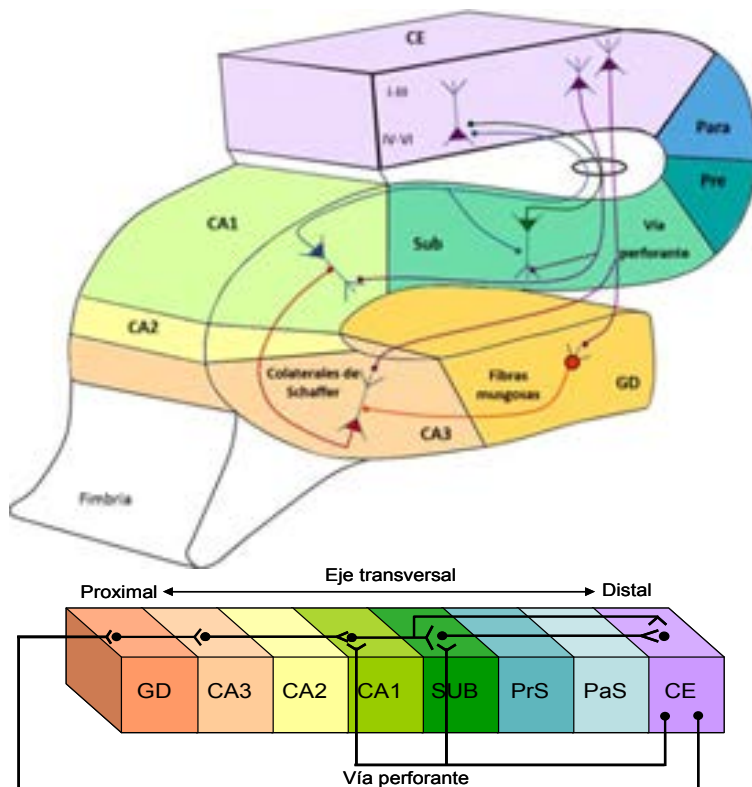 CE
I-III
IV-VI
Para
Pre
CA1
Sub
Vía
perforante
CA2
Colaterales de
Schaffer
Fibras
musgosas
GD
CA3
Fimbria
Eje transversal
Proximal
Distal
GD
CA3
CA2
CA1
SUB
PrS
PaS
CE
Vía perforante